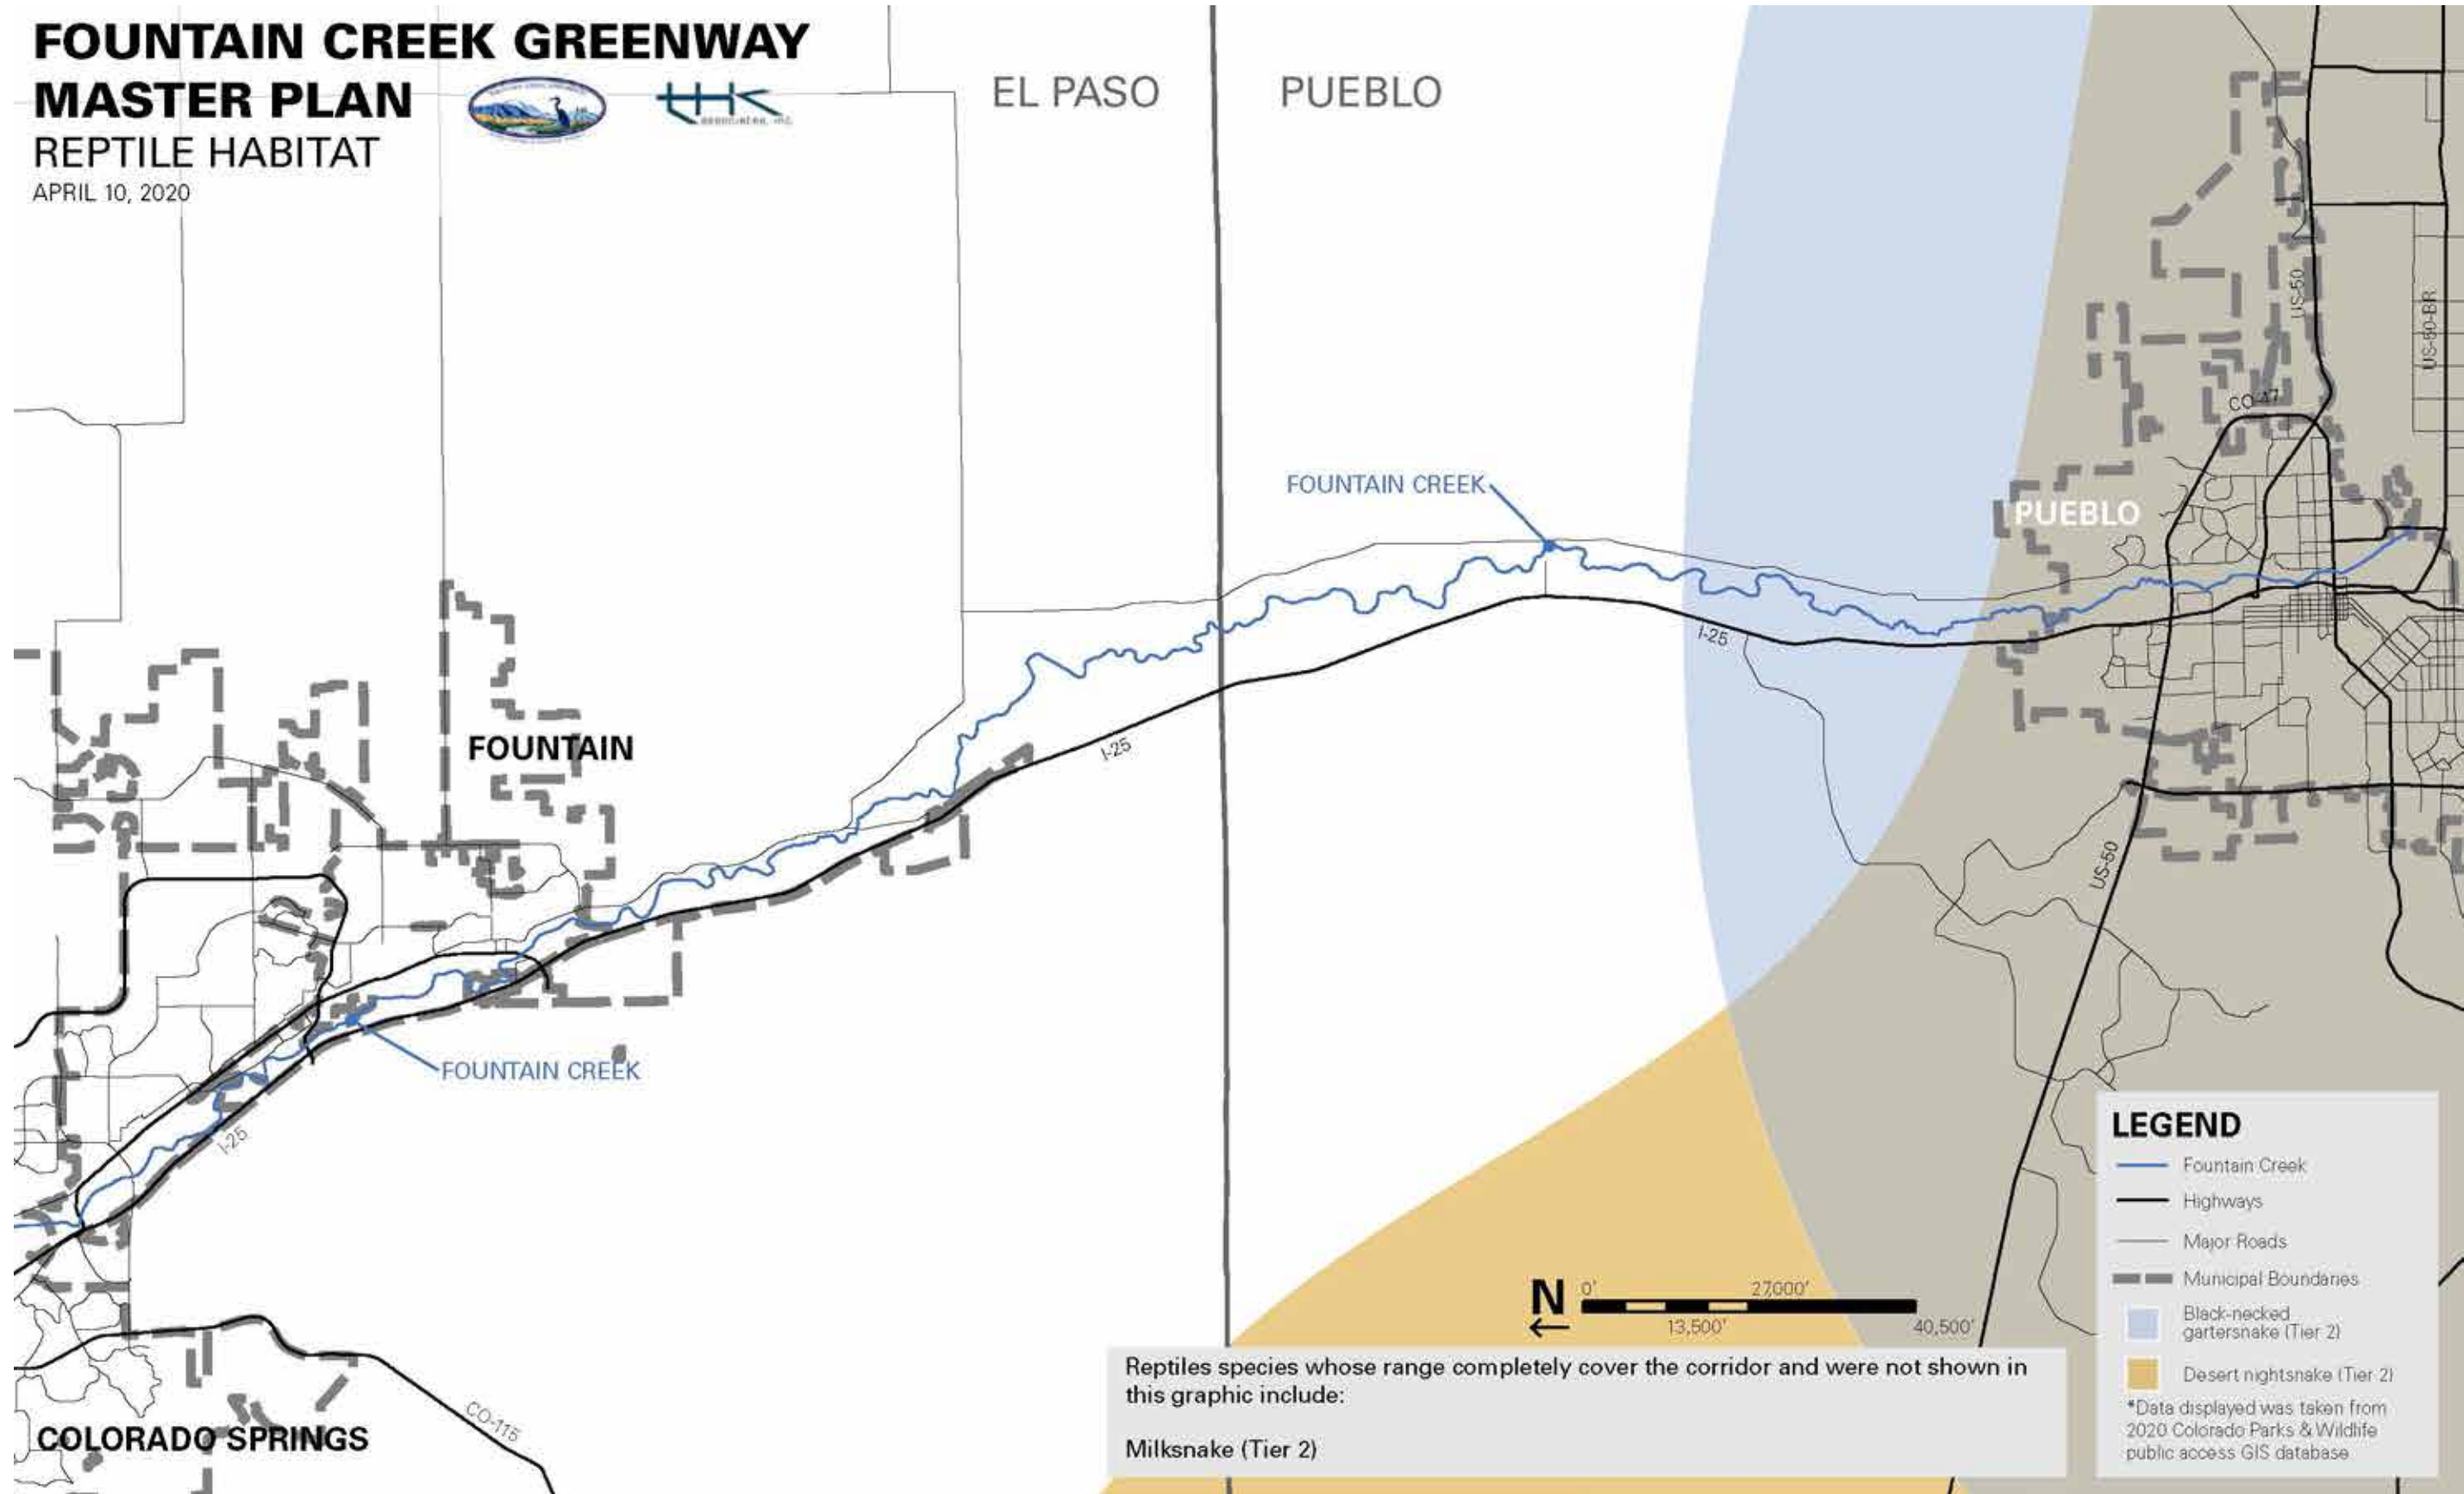 FOUNTAIN CREEK GREENWAY
MASTER PLAN
REPTILE HABITAT
APRIL 10, 2020
EL PASO
PUEBLO
US-50
US-50-BR
CO-47
FOUNTAIN CREEK
PUEBLO
I-25
I-25
FOUNTAIN
US-50
FOUNTAIN CREEK
I-25
CO-115
COLORADO SPRINGS
N
0'
27,000'
13,500'
40,500'
Reptiles species whose range completely cover the corridor and were not shown in
this graphic include:
Milksnake (Tier 2)
LEGEND
Fountain Creek
Highways
Major Roads
Municipal Boundaries
Black-necked
gartersnake (Tier 2)
Desert nightsnake (Tier 2)
*Data displayed was taken from
2020 Colorado Parks & Wildlife
public access GIS database